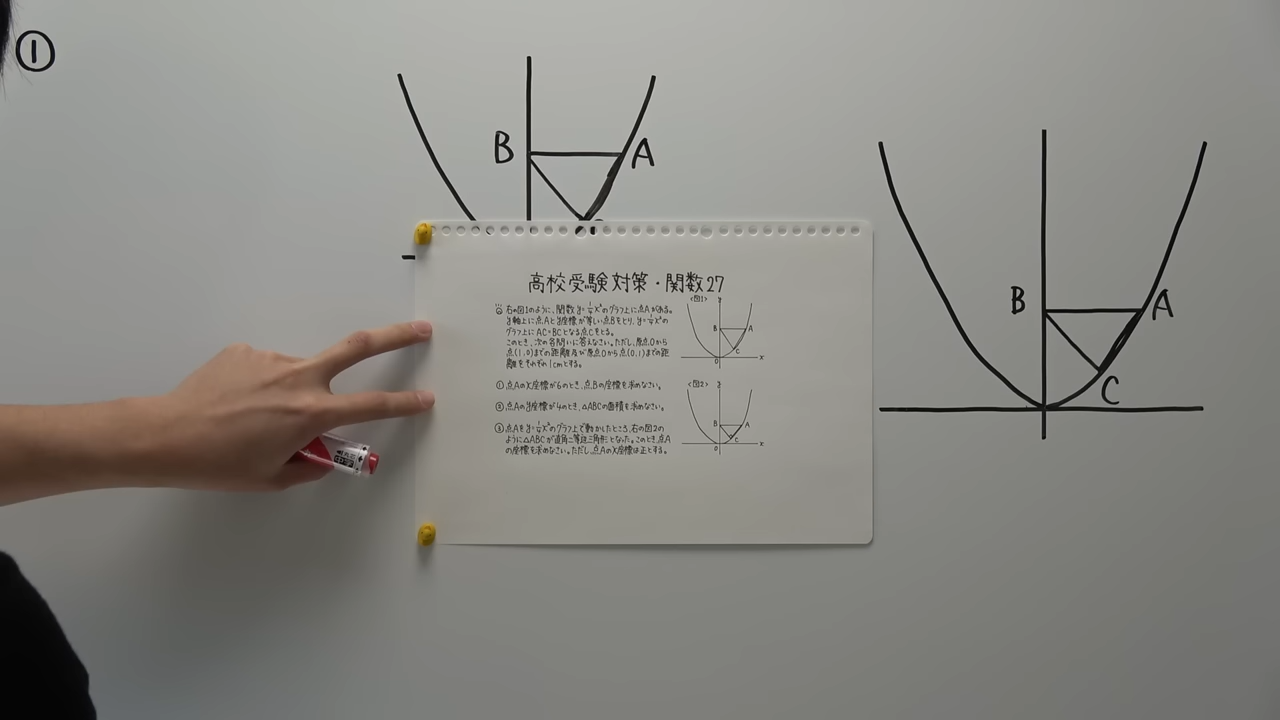 ①
B
A
B
A
C
高校受験対策・関数27
右の図1のように、関数y=1/4x²のグラフ上に点Aがある。
y軸上に点Aとy座標が等しい点Bをとり、y=1/4x²の
グラフ上にAC=BCとなる点Cをとる。
このとき、次の各問いに答えなさい。ただし、原点Oから
点(1,0)までの距離及び原点Oから点(0,1)までの距
離をそれぞれ1cmとする。
①点Aのx座標が6のとき、点Bの座標を求めなさい。
②点Aのy座標が4のとき、△ABCの面積を求めなさい。
③点Aをy=1/4x²のグラフ上で動かしたところ、右の図2の
ように△ABCが直角二等辺三角形となった。このとき、点A
の座標を求めなさい。ただし、点Aのx座標は正とする。
<図1>
y
B
A
C
O
x
<図2>
y
B
A
C
O
x